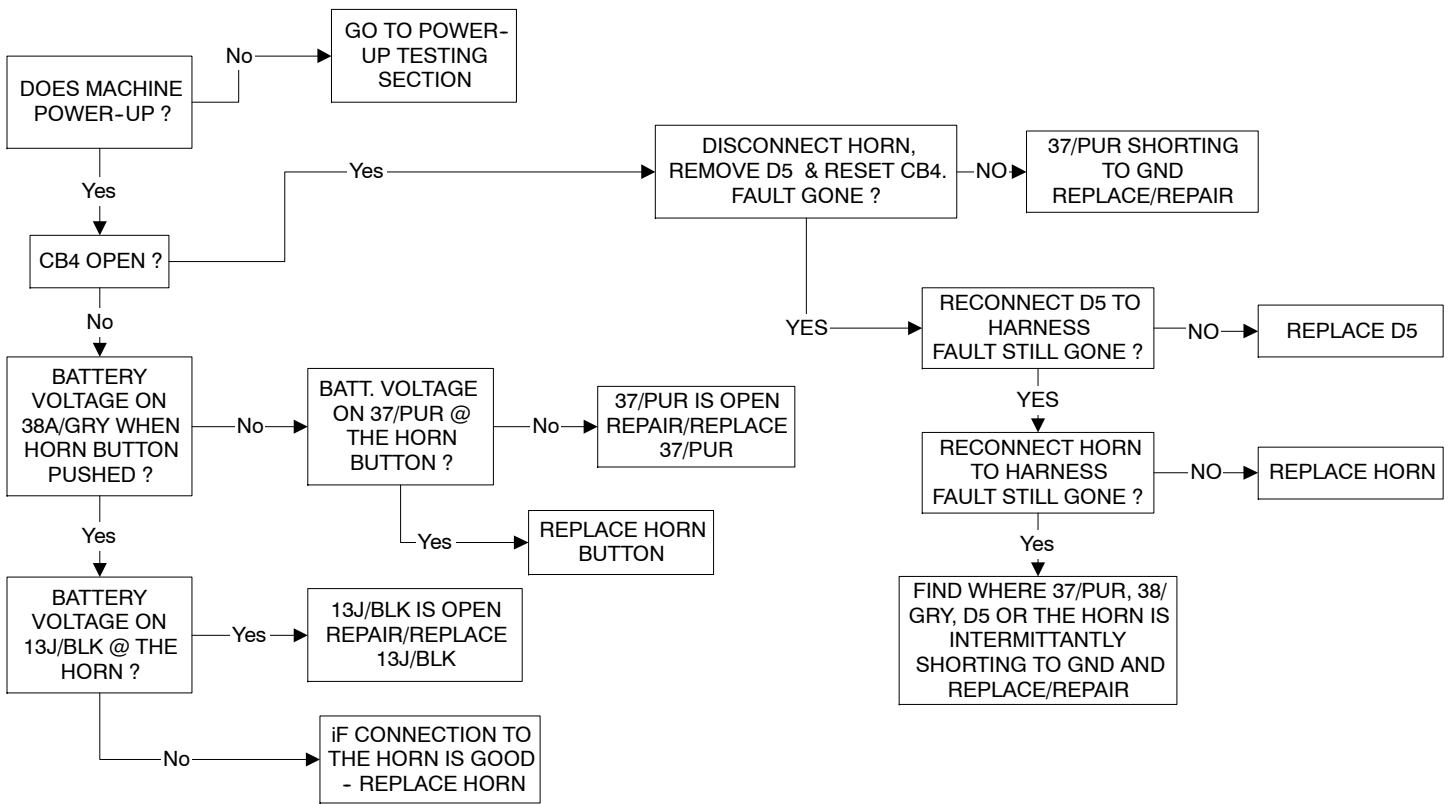 DOES MACHINE
POWER-UP ?
No
GO TO POWER-
UP TESTING
SECTION
Yes
CB4 OPEN ?
Yes
DISCONNECT HORN,
REMOVE D5 & RESET CB4.
FAULT GONE ?
NO
37/PUR SHORTING
TO GND
REPLACE/REPAIR
YES
RECONNECT D5 TO
HARNESS
FAULT STILL GONE ?
NO
REPLACE D5
YES
RECONNECT HORN
TO HARNESS
FAULT STILL GONE ?
NO
REPLACE HORN
Yes
FIND WHERE 37/PUR, 38/
GRY, D5 OR THE HORN IS
INTERMITTANTLY
SHORTING TO GND AND
REPLACE/REPAIR
No
BATTERY
VOLTAGE ON
38A/GRY WHEN
HORN BUTTON
PUSHED ?
No
BATT. VOLTAGE
ON 37/PUR @
THE HORN
BUTTON ?
No
37/PUR IS OPEN
REPAIR/REPLACE
37/PUR
Yes
REPLACE HORN
BUTTON
Yes
BATTERY
VOLTAGE ON
13J/BLK @ THE
HORN ?
Yes
13J/BLK IS OPEN
REPAIR/REPLACE
13J/BLK
No
iF CONNECTION TO
THE HORN IS GOOD
- REPLACE HORN